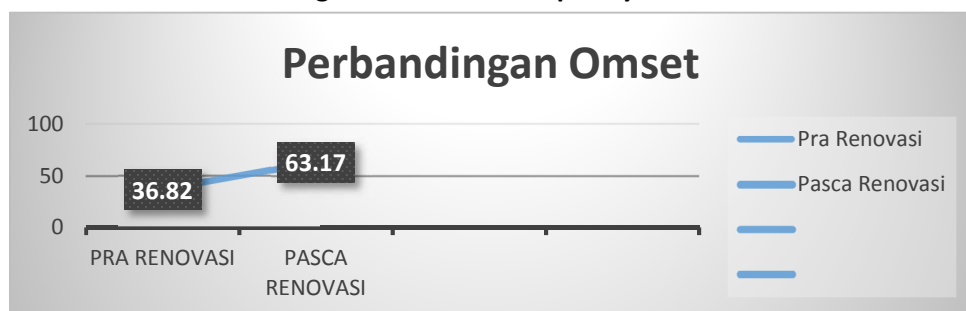 Perbandingan Omset
100
50
0
36.82
63.17
PRA RENOVASI
PASCA
RENOVASI
Pra Renovasi
Pasca Renovasi